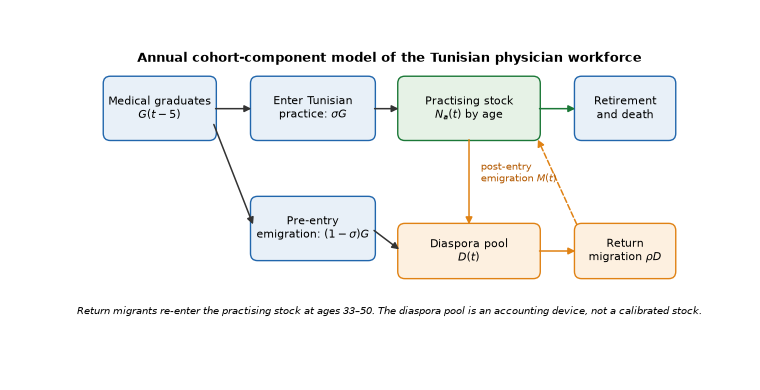 Annual cohort-component model of the Tunisian physician workforce
Medical graduates
G(t − 5)
Enter Tunisian
practice: σG
Practising stock
Nₐ(t) by age
Retirement
and death
post-entry
emigration M(t)
Pre-entry
emigration: (1 − σ)G
Diaspora pool
D(t)
Return
migration ρD
Return migrants re-enter the practising stock at ages 33–50. The diaspora pool is an accounting device, not a calibrated stock.